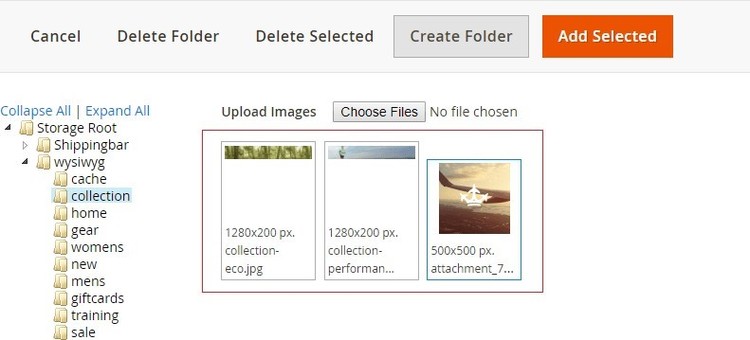 Cancel
Delete Folder
Delete Selected
Create Folder
Add Selected
Collapse All | Expand All
Storage Root
Shippingbar
wysiwyg
cache
collection
home
gear
womens
new
mens
giftcards
training
sale
Upload Images
Choose Files No file chosen
1280x200 px.
collection-
eco.jpg
1280x200 px.
collection-
performan...
500x500 px.
attachment_7...